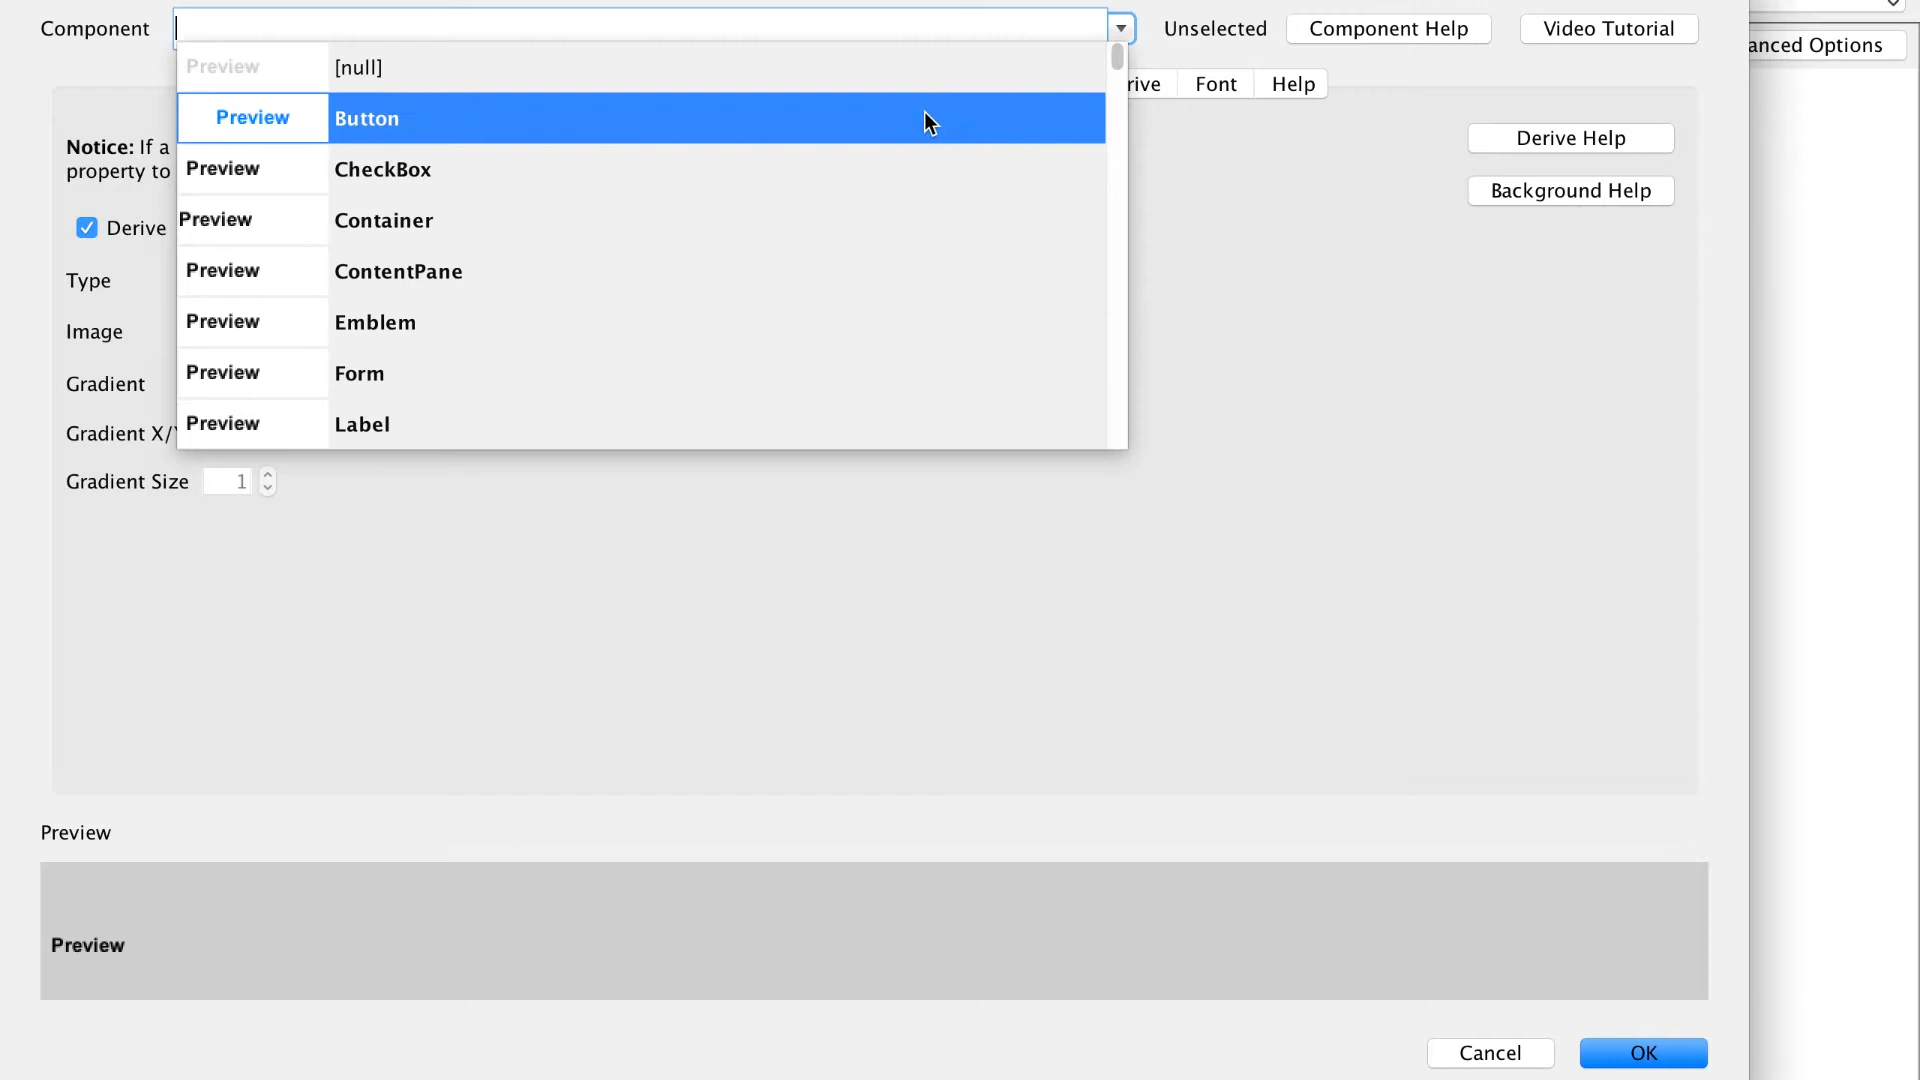 Component
Unselected
Component Help
Video Tutorial
anced Options
Preview [null]
rive
Font
Help
Preview Button
Notice: If a
property to
Derive Help
Preview CheckBox
Background Help
Preview Container
Derive
Preview ContentPane
Type
Preview Emblem
Image
Preview Form
Gradient
Preview Label
Gradient X/
Gradient Size 1
Preview
Preview
Cancel
OK